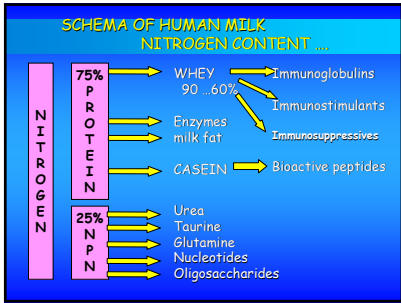 SCHEMA OF HUMAN MILK
NITROGEN CONTENT ....
NITROGEN
75%
PROTEIN
WHEY
90 ...60%
Immunoglobulins
Immunostimulants
Immunosuppressives
Enzymes
milk fat
CASEIN
Bioactive peptides
25%
NPN
Urea
Taurine
Glutamine
Nucleotides
Oligosaccharides